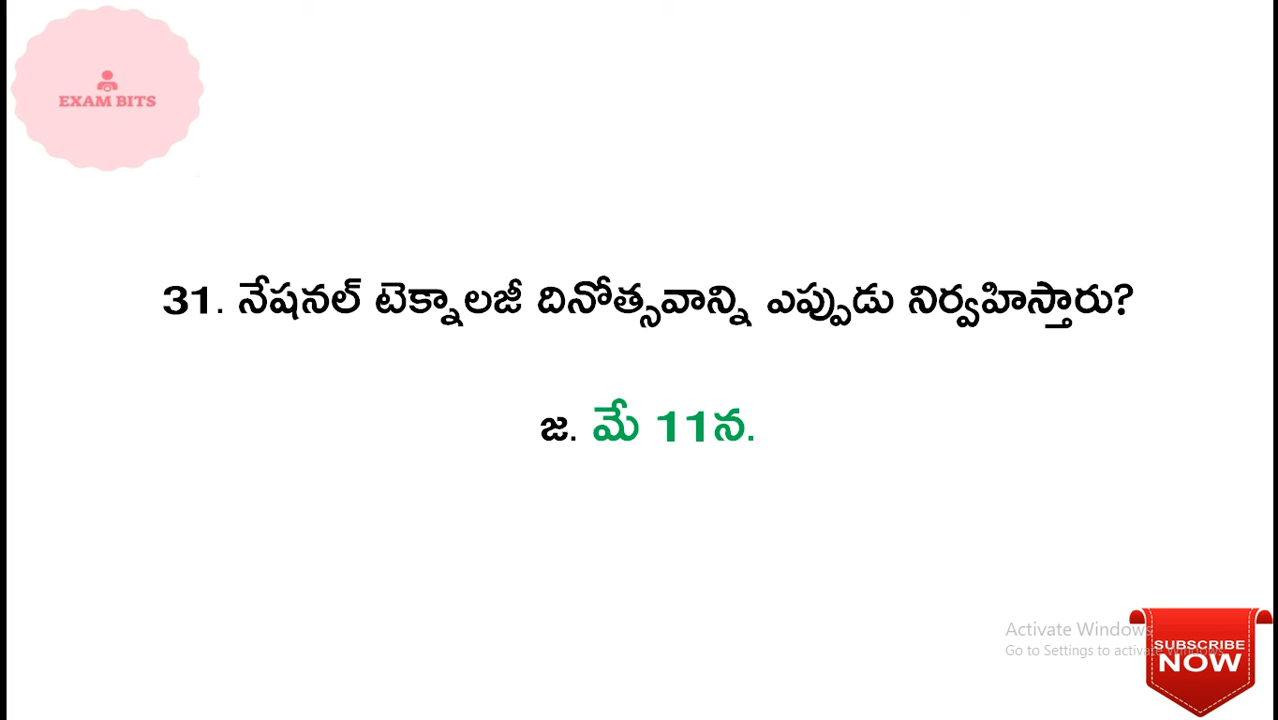 EXAM BITS
31. నేషనల్ టెక్నాలజీ దినోత్సవాన్ని ఎప్పుడు నిర్వహిస్తారు?
జ. మే 11న.
Activate Windows
Go to Settings to activate Windows.
SUBSCRIBE
NOW